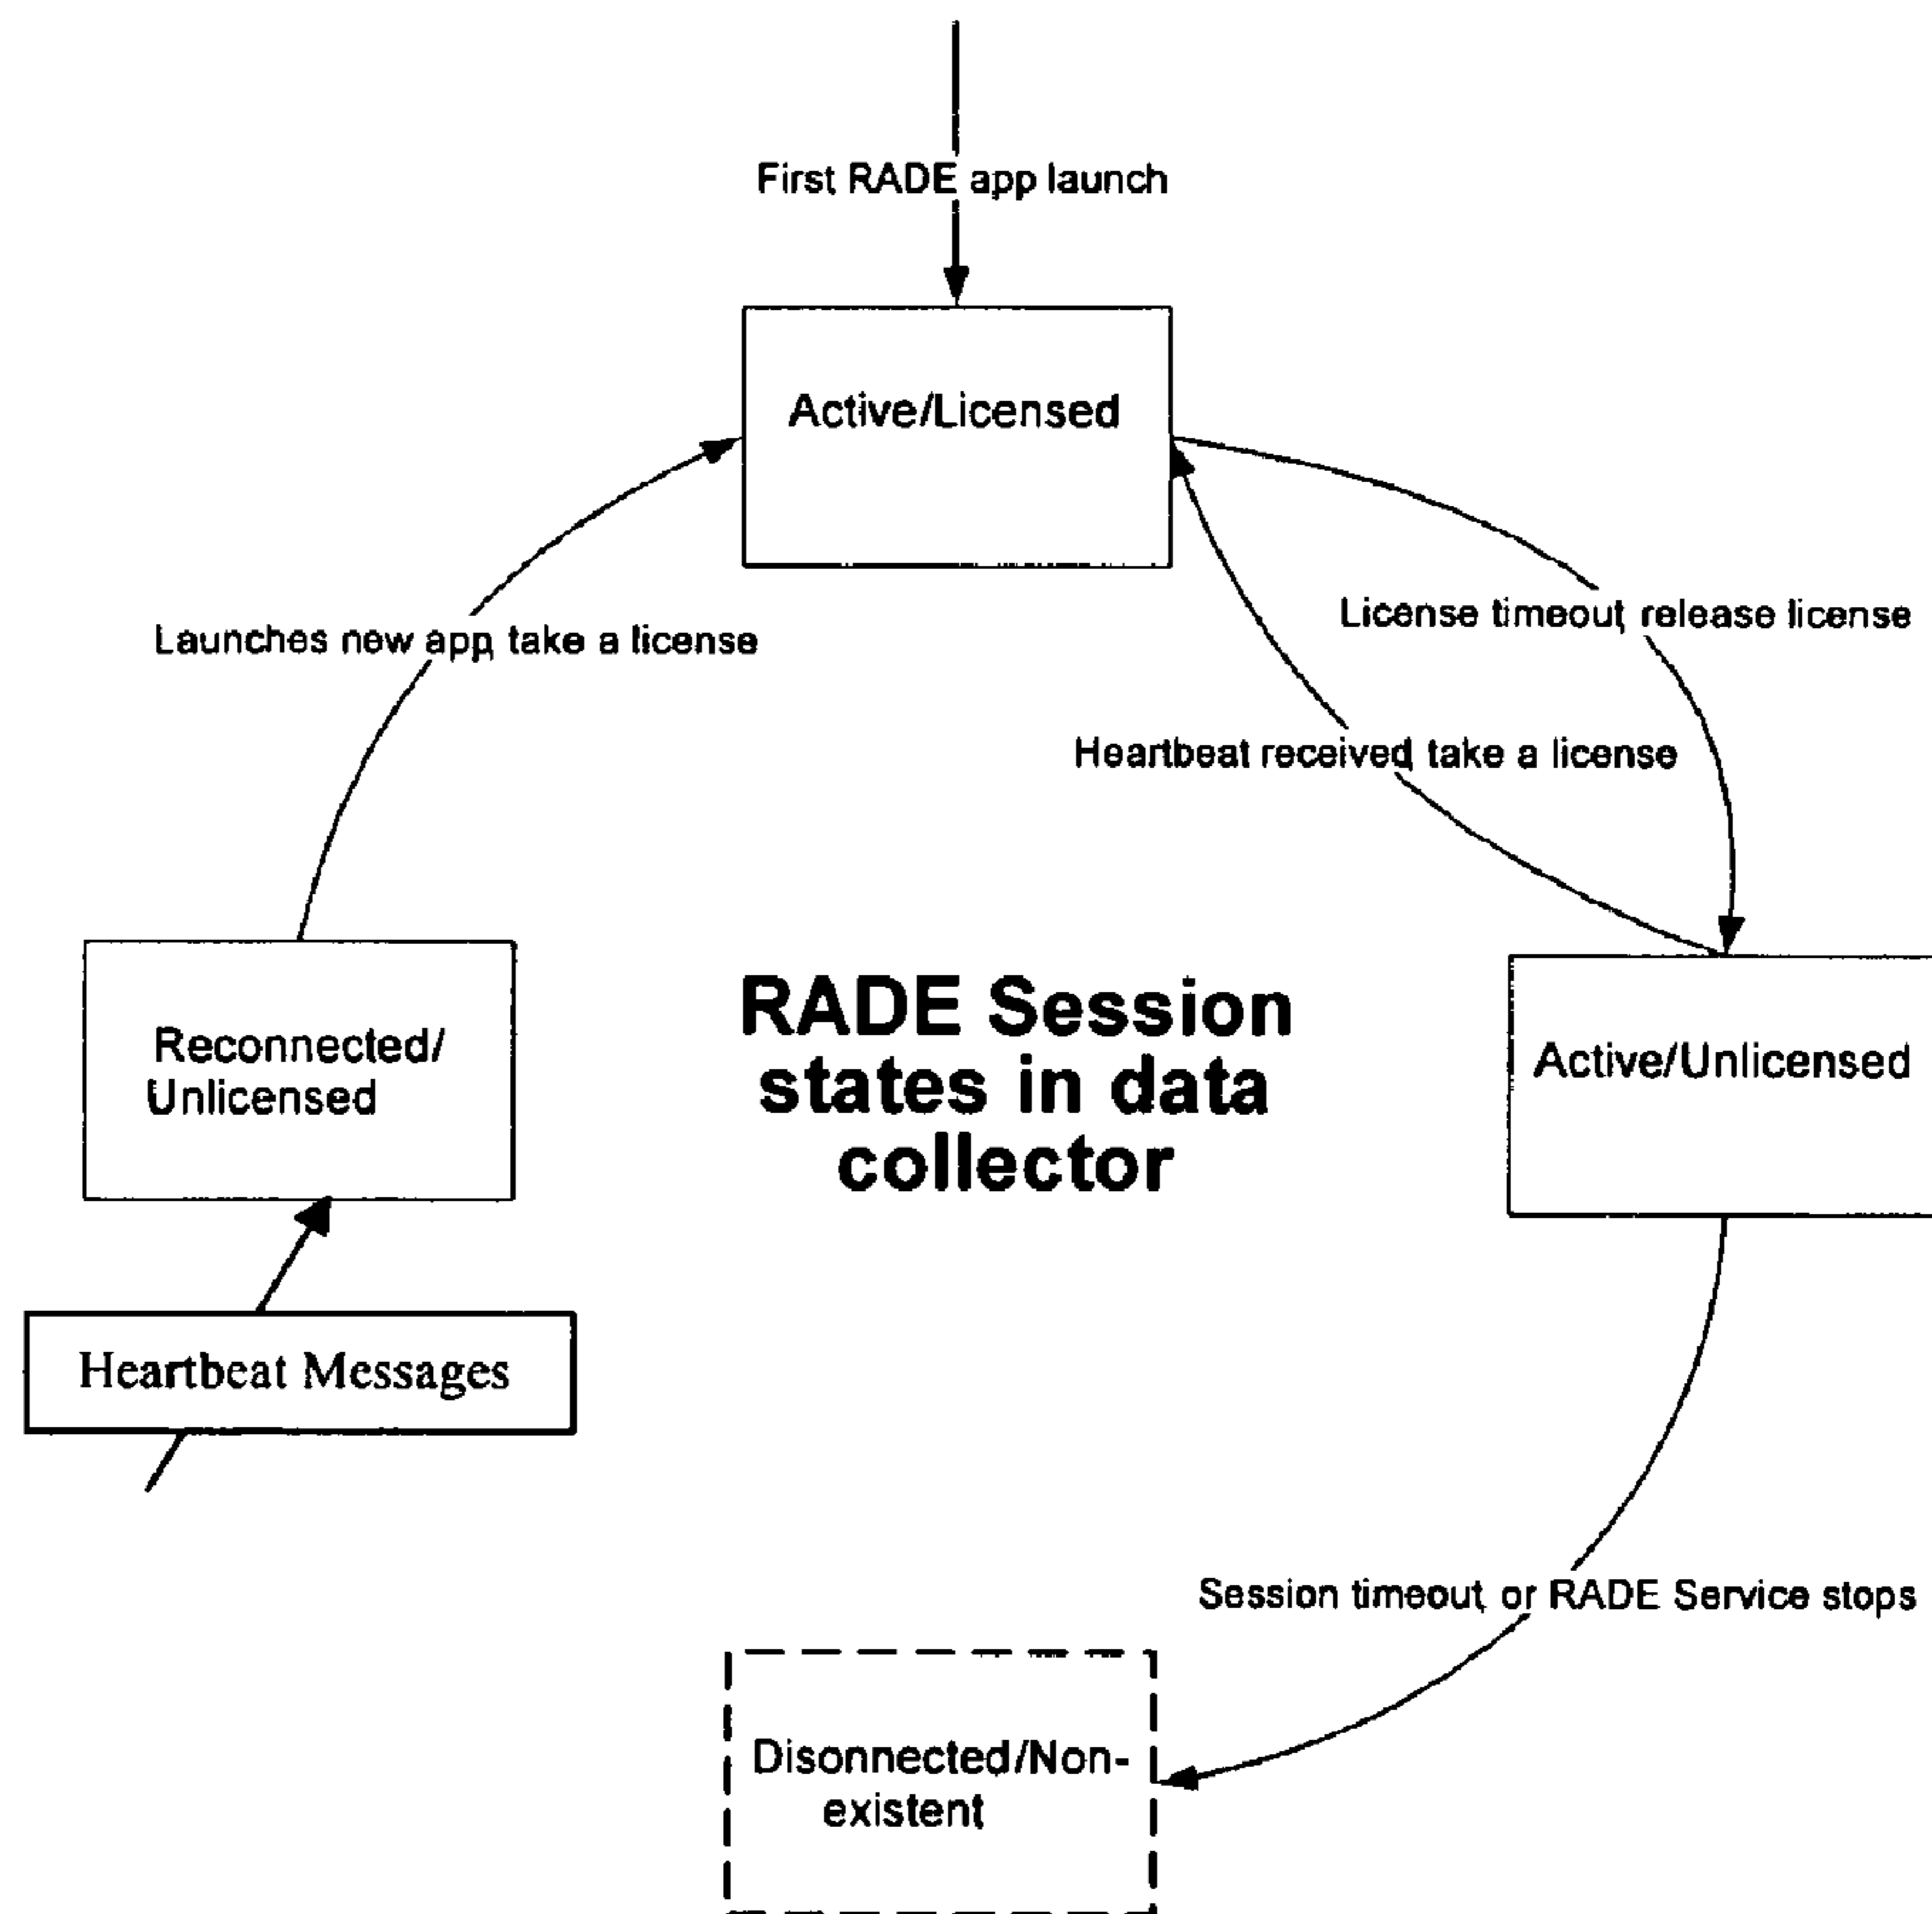 First RADE app launch
Active/Licensed
License timeout release license
Launches new app, take a license
Heartbeat received take a license
RADE Session
states in data
collector
Reconnected/
Unlicensed
Active/Unlicensed
Heartbeat Messages
Session timeout or RADE Service stops
Disonnected/Non-
existent